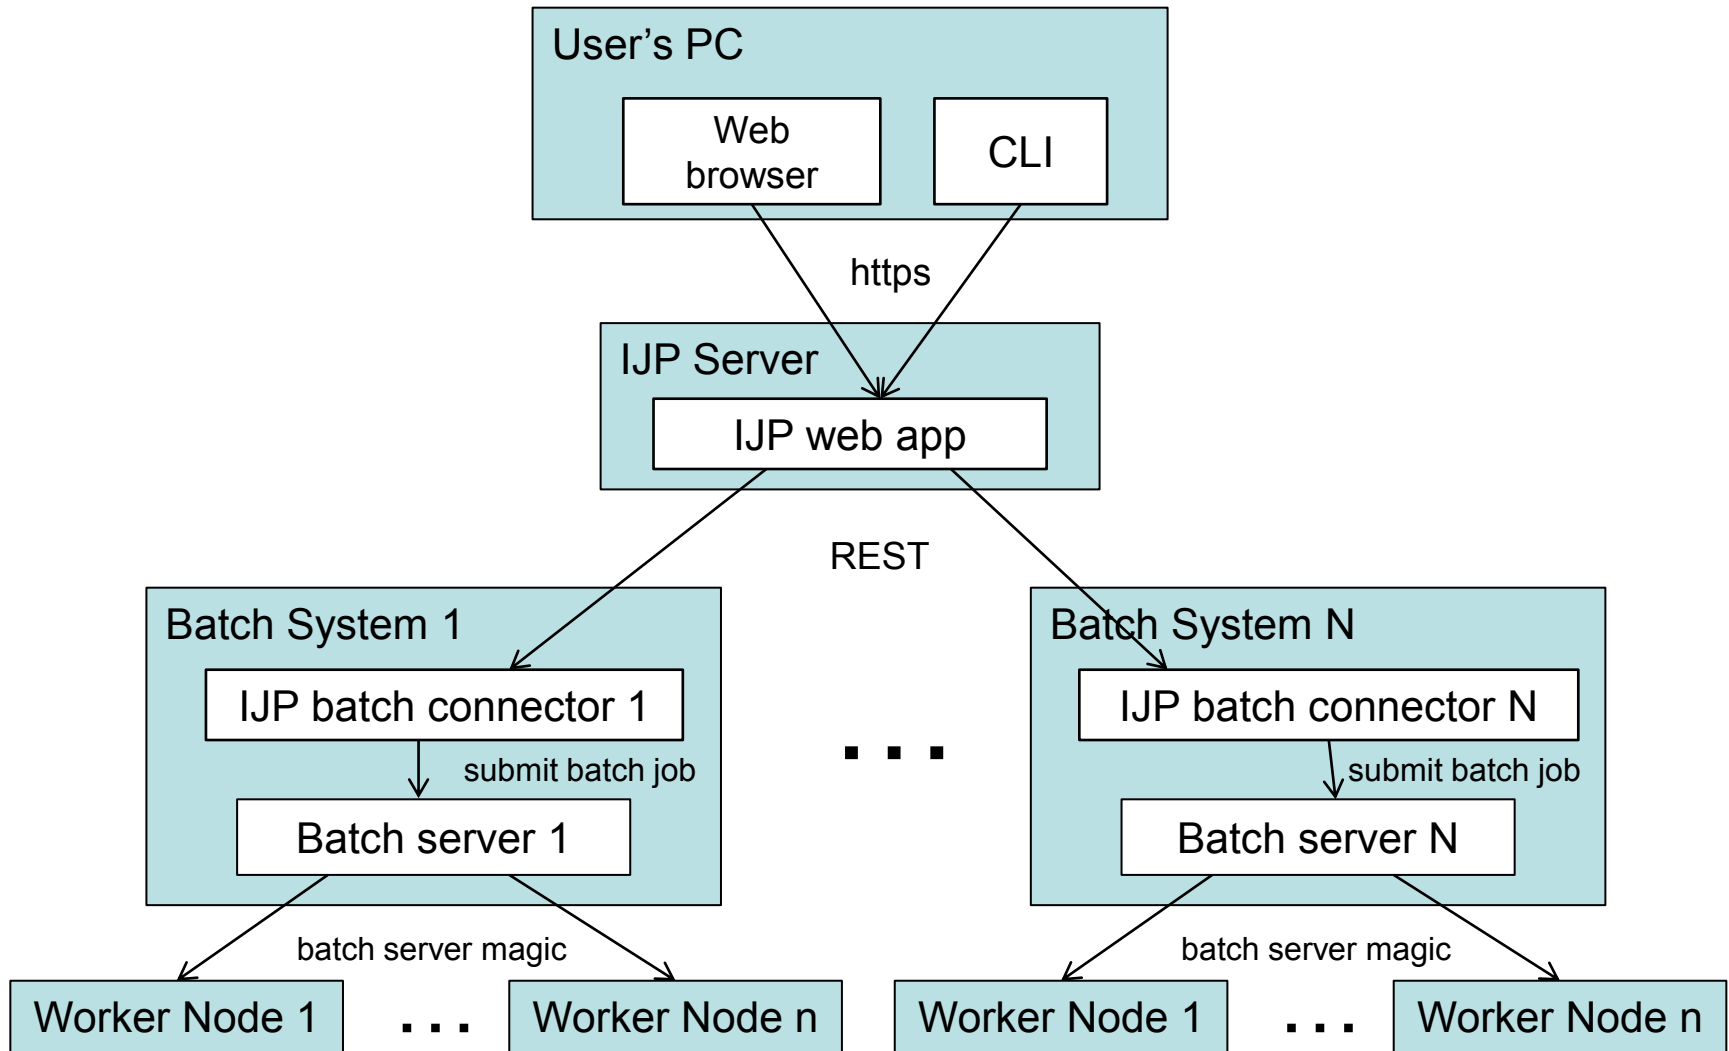 User’s PC
Web
browser
CLI
https
IJP Server
IJP web app
REST
Batch System 1
IJP batch connector 1
submit batch job
Batch server 1
batch server magic
Worker Node 1
...
Worker Node n
...
Batch System N
IJP batch connector N
submit batch job
Batch server N
batch server magic
Worker Node 1
...
Worker Node n